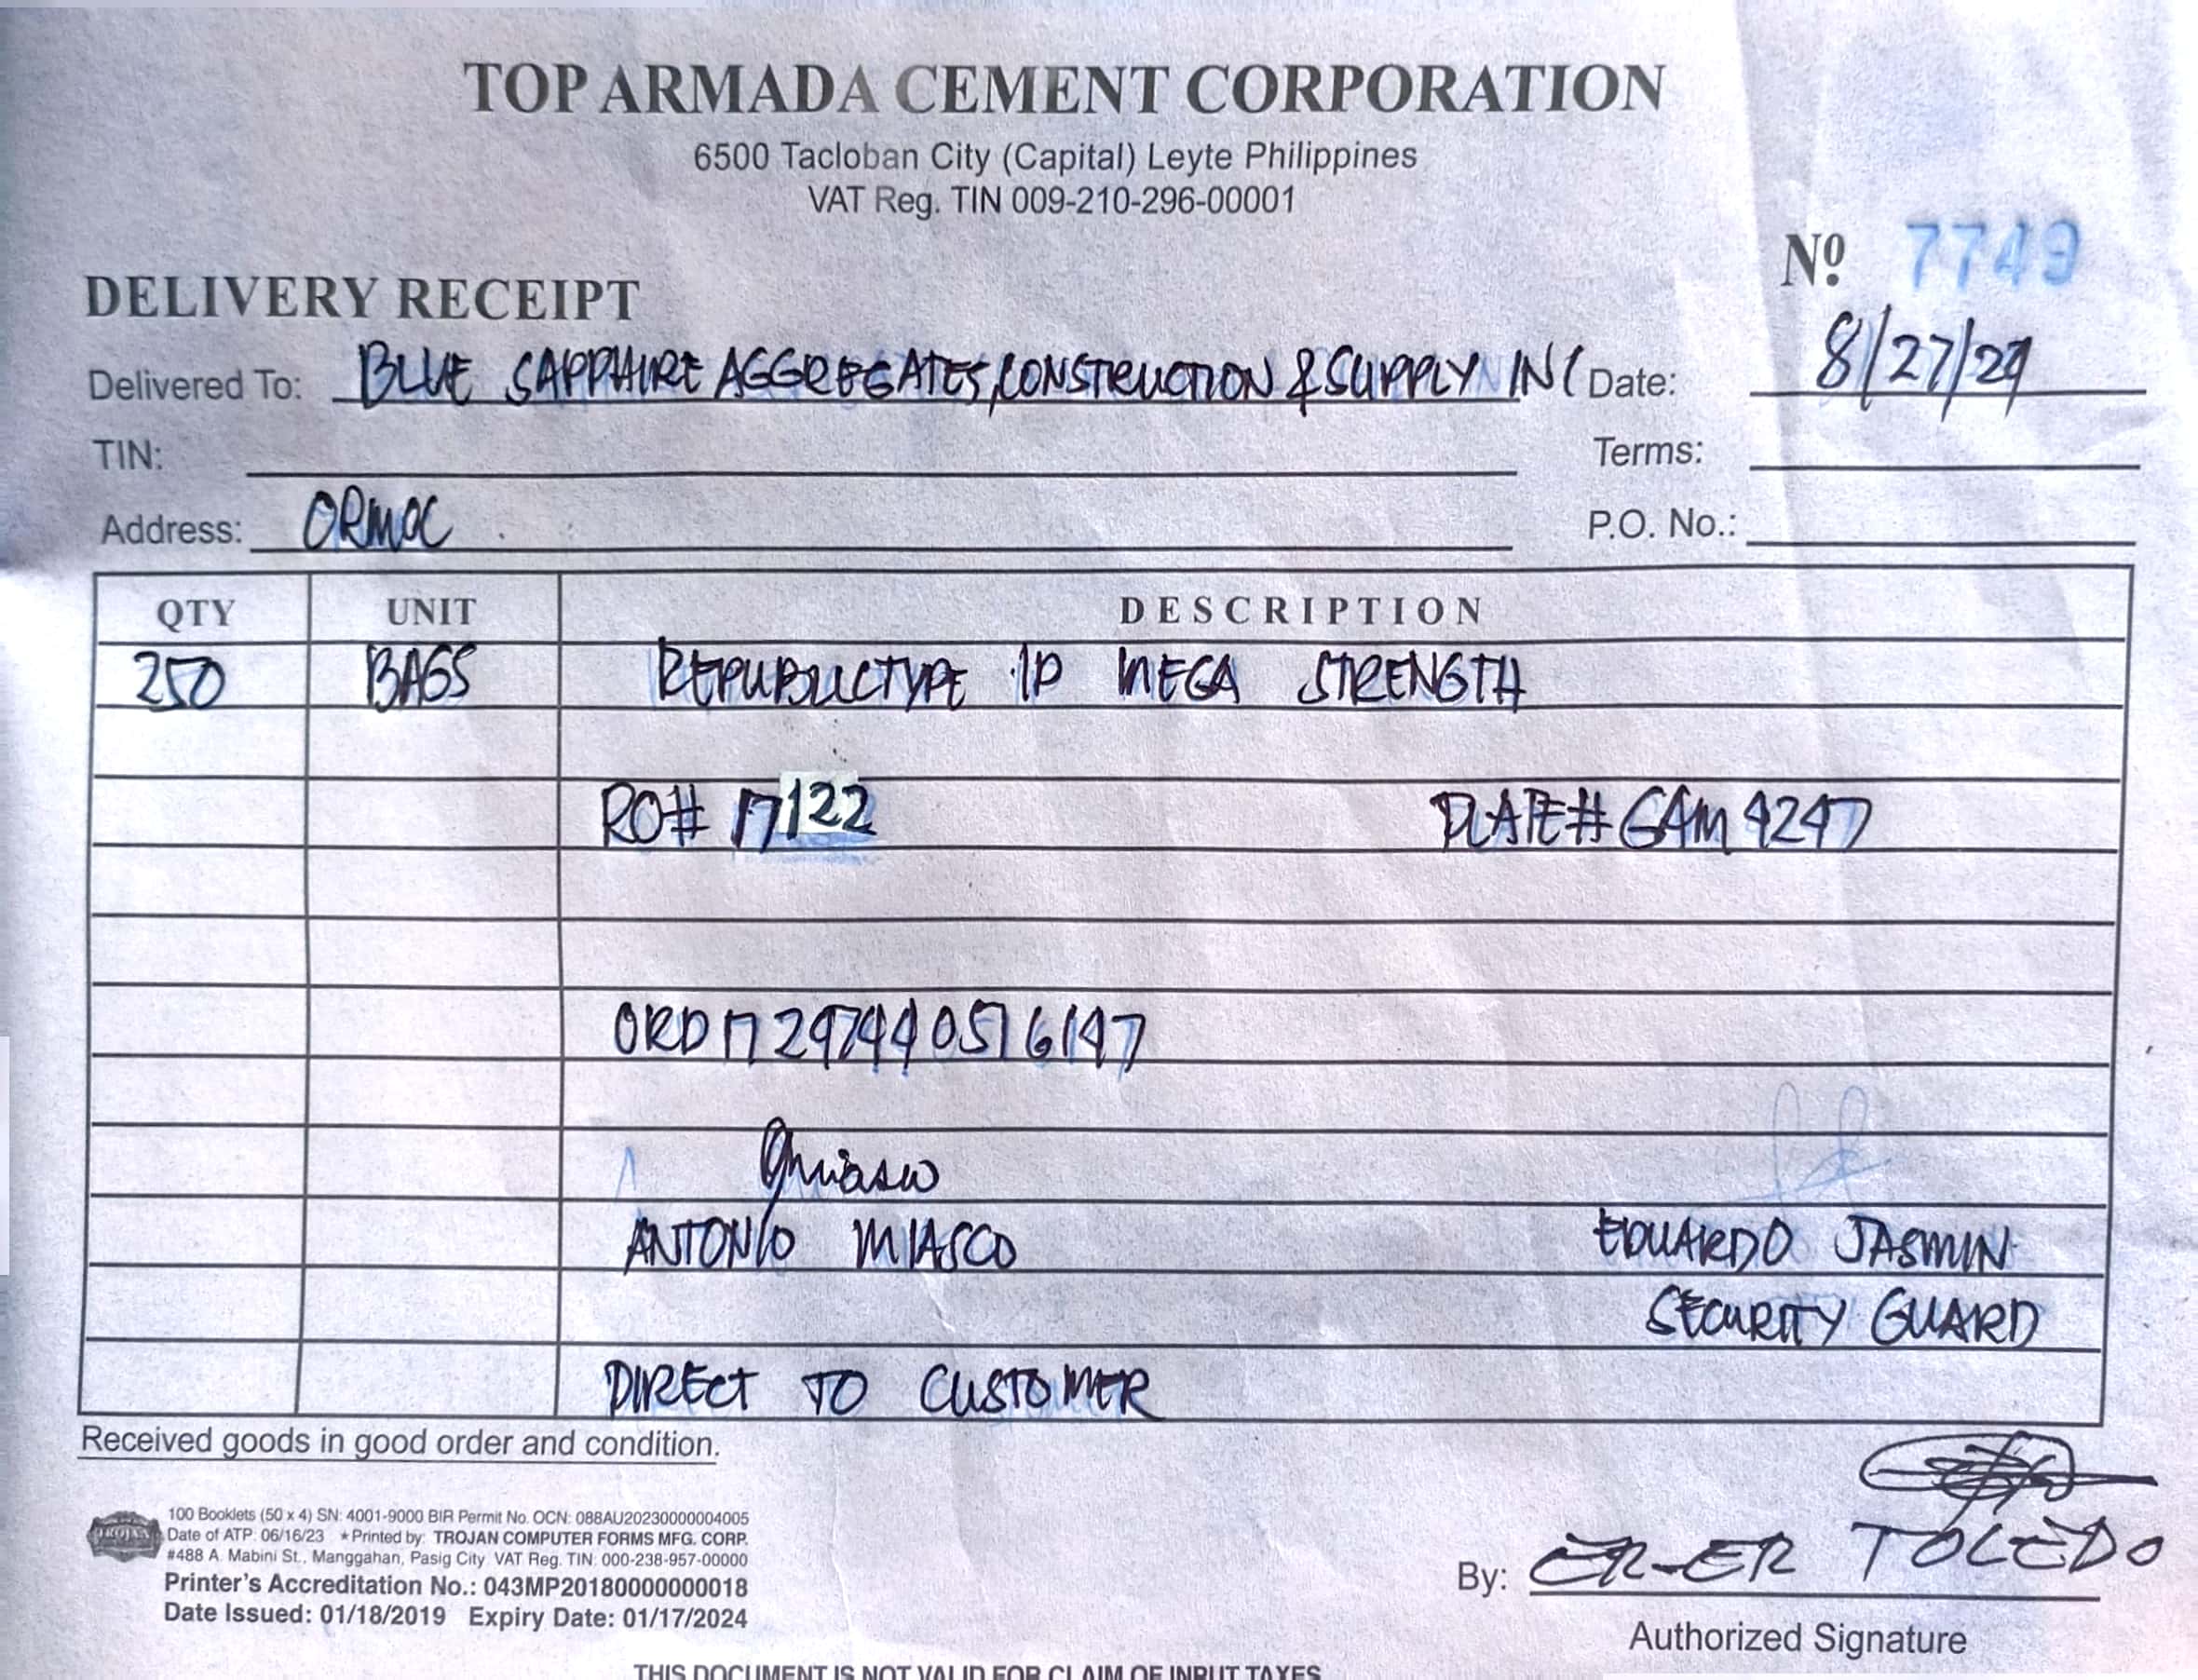 TOP ARMADA CEMENT CORPORATION
6500 Tacloban City (Capital) Leyte Philippines
VAT Reg. TIN 009-210-296-00001
Nº 7749
DELIVERY RECEIPT
Delivered To: BLUE SAPPHIRE AGGREGATES, CONSTRUCTION & SUPPLY INC Date: 8/27/24
TIN: Terms:
Address: ORMOC P.O. No.:
QTY UNIT DESCRIPTION
250 BAGS REPUBLIC TYPE 1P MEGA STRENGTH
RO# 17122 PLATE# GAM 4247
ORD17297440516147
ANTONIO MIASCO EDUARDO JASMIN
SECURITY GUARD
DIRECT TO CUSTOMER
Received goods in good order and condition.
TROJAN
100 Booklets (50 x 4) SN: 4001-9000 BIR Permit No. OCN: 088AU20230000004005
Date of ATP: 06/16/23 ★Printed by: TROJAN COMPUTER FORMS MFG. CORP.
#488 A. Mabini St., Manggahan, Pasig City VAT Reg. TIN: 000-238-957-00000
Printer's Accreditation No.: 043MP20180000000018
Date Issued: 01/18/2019 Expiry Date: 01/17/2024
By: ER-ER TOLEDO
Authorized Signature
THIS DOCUMENT IS NOT VALID FOR CLAIM OF INPUT TAXES